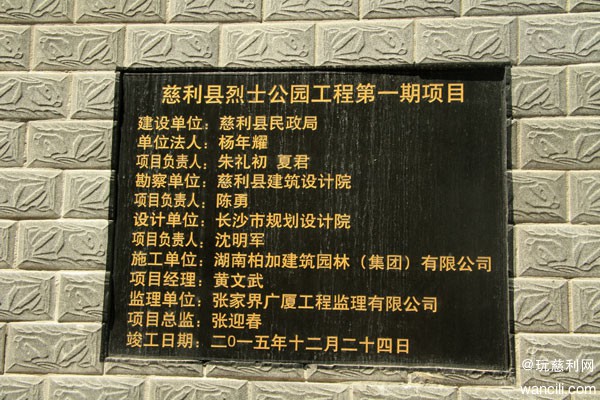 慈利县烈士公园工程第一期项目
建设单位：慈利县民政局
单位法人：杨年耀
项目负责人：朱礼初 夏君
勘察单位：慈利县建筑设计院
项目负责人：陈勇
设计单位：长沙市规划设计院
项目负责人：沈明军
施工单位：湖南柏加建筑园林（集团）有限公司
项目经理：黄文武
监理单位：张家界广厦工程监理有限公司
项目总监：张迎春
竣工日期：二0一五年十二月二十四日
@玩慈利网
wancili.com